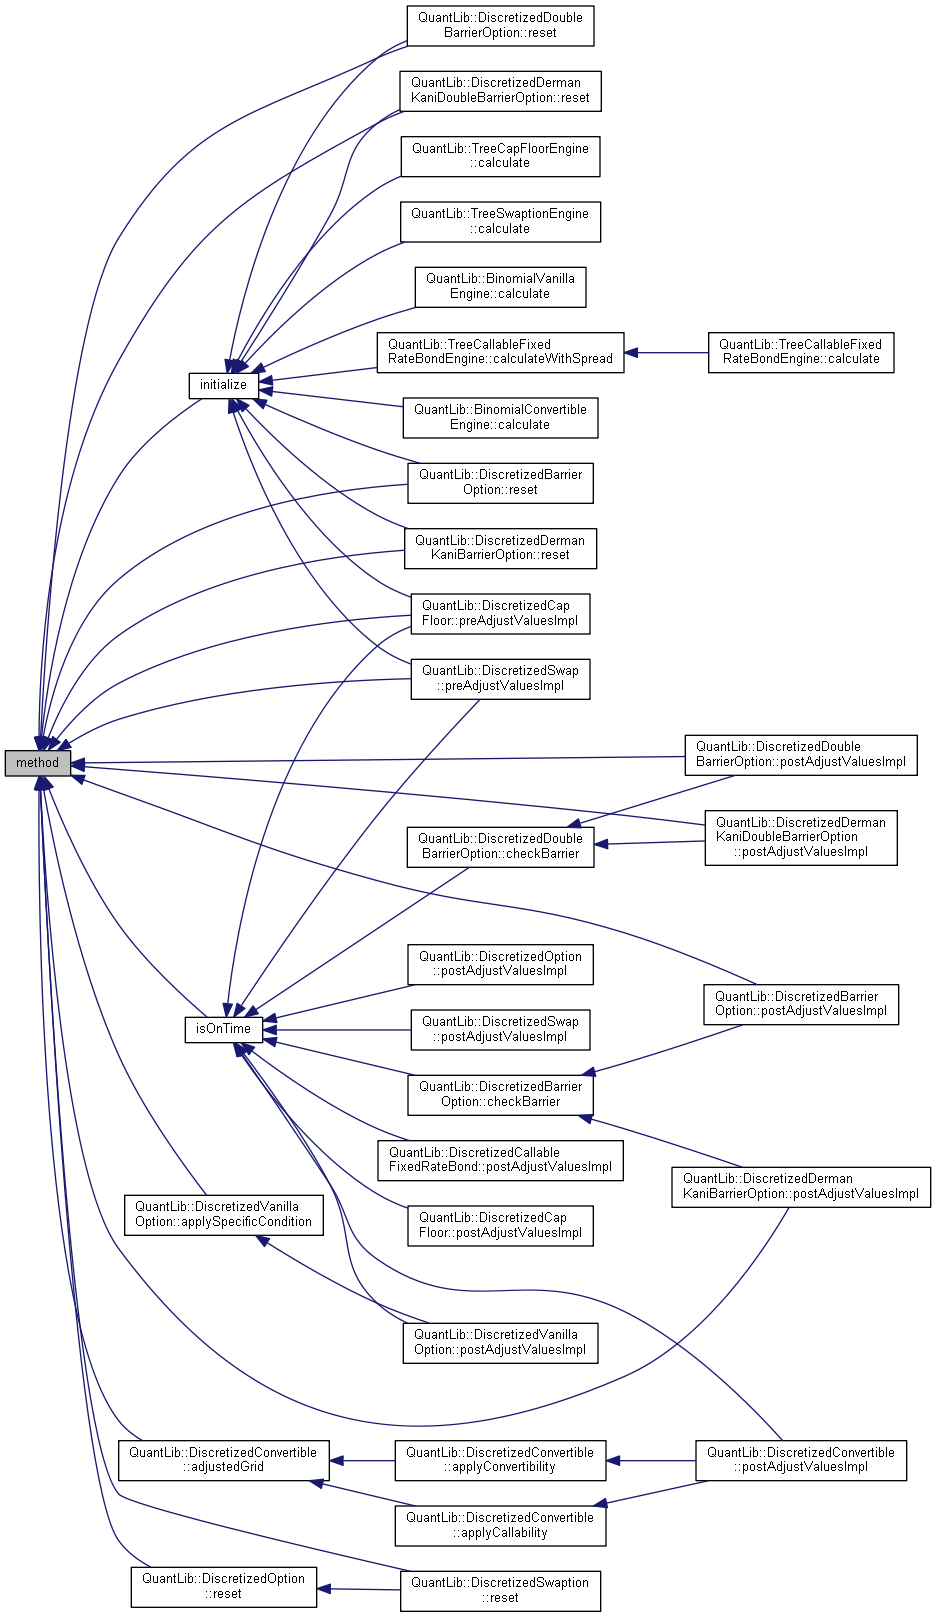 QuantLib::DiscretizedDouble
BarrierOption::reset
QuantLib::DiscretizedDerman
KaniDoubleBarrierOption::reset
QuantLib::TreeCapFloorEngine
::calculate
QuantLib::TreeSwaptionEngine
::calculate
QuantLib::BinomialVanilla
Engine::calculate
QuantLib::TreeCallableFixed
RateBondEngine::calculateWithSpread
QuantLib::TreeCallableFixed
RateBondEngine::calculate
initialize
QuantLib::BinomialConvertible
Engine::calculate
QuantLib::DiscretizedBarrier
Option::reset
QuantLib::DiscretizedDerman
KaniBarrierOption::reset
QuantLib::DiscretizedCap
Floor::preAdjustValuesImpl
QuantLib::DiscretizedSwap
::preAdjustValuesImpl
method
QuantLib::DiscretizedDouble
BarrierOption::postAdjustValuesImpl
QuantLib::DiscretizedDerman
KaniDoubleBarrierOption
::postAdjustValuesImpl
QuantLib::DiscretizedDouble
BarrierOption::checkBarrier
QuantLib::DiscretizedOption
::postAdjustValuesImpl
QuantLib::DiscretizedBarrier
Option::postAdjustValuesImpl
isOnTime
QuantLib::DiscretizedSwap
::postAdjustValuesImpl
QuantLib::DiscretizedBarrier
Option::checkBarrier
QuantLib::DiscretizedCallable
FixedRateBond::postAdjustValuesImpl
QuantLib::DiscretizedDerman
KaniBarrierOption::postAdjustValuesImpl
QuantLib::DiscretizedVanilla
Option::applySpecificCondition
QuantLib::DiscretizedCap
Floor::postAdjustValuesImpl
QuantLib::DiscretizedVanilla
Option::postAdjustValuesImpl
QuantLib::DiscretizedConvertible
::adjustedGrid
QuantLib::DiscretizedConvertible
::applyConvertibility
QuantLib::DiscretizedConvertible
::postAdjustValuesImpl
QuantLib::DiscretizedConvertible
::applyCallability
QuantLib::DiscretizedOption
::reset
QuantLib::DiscretizedSwaption
::reset